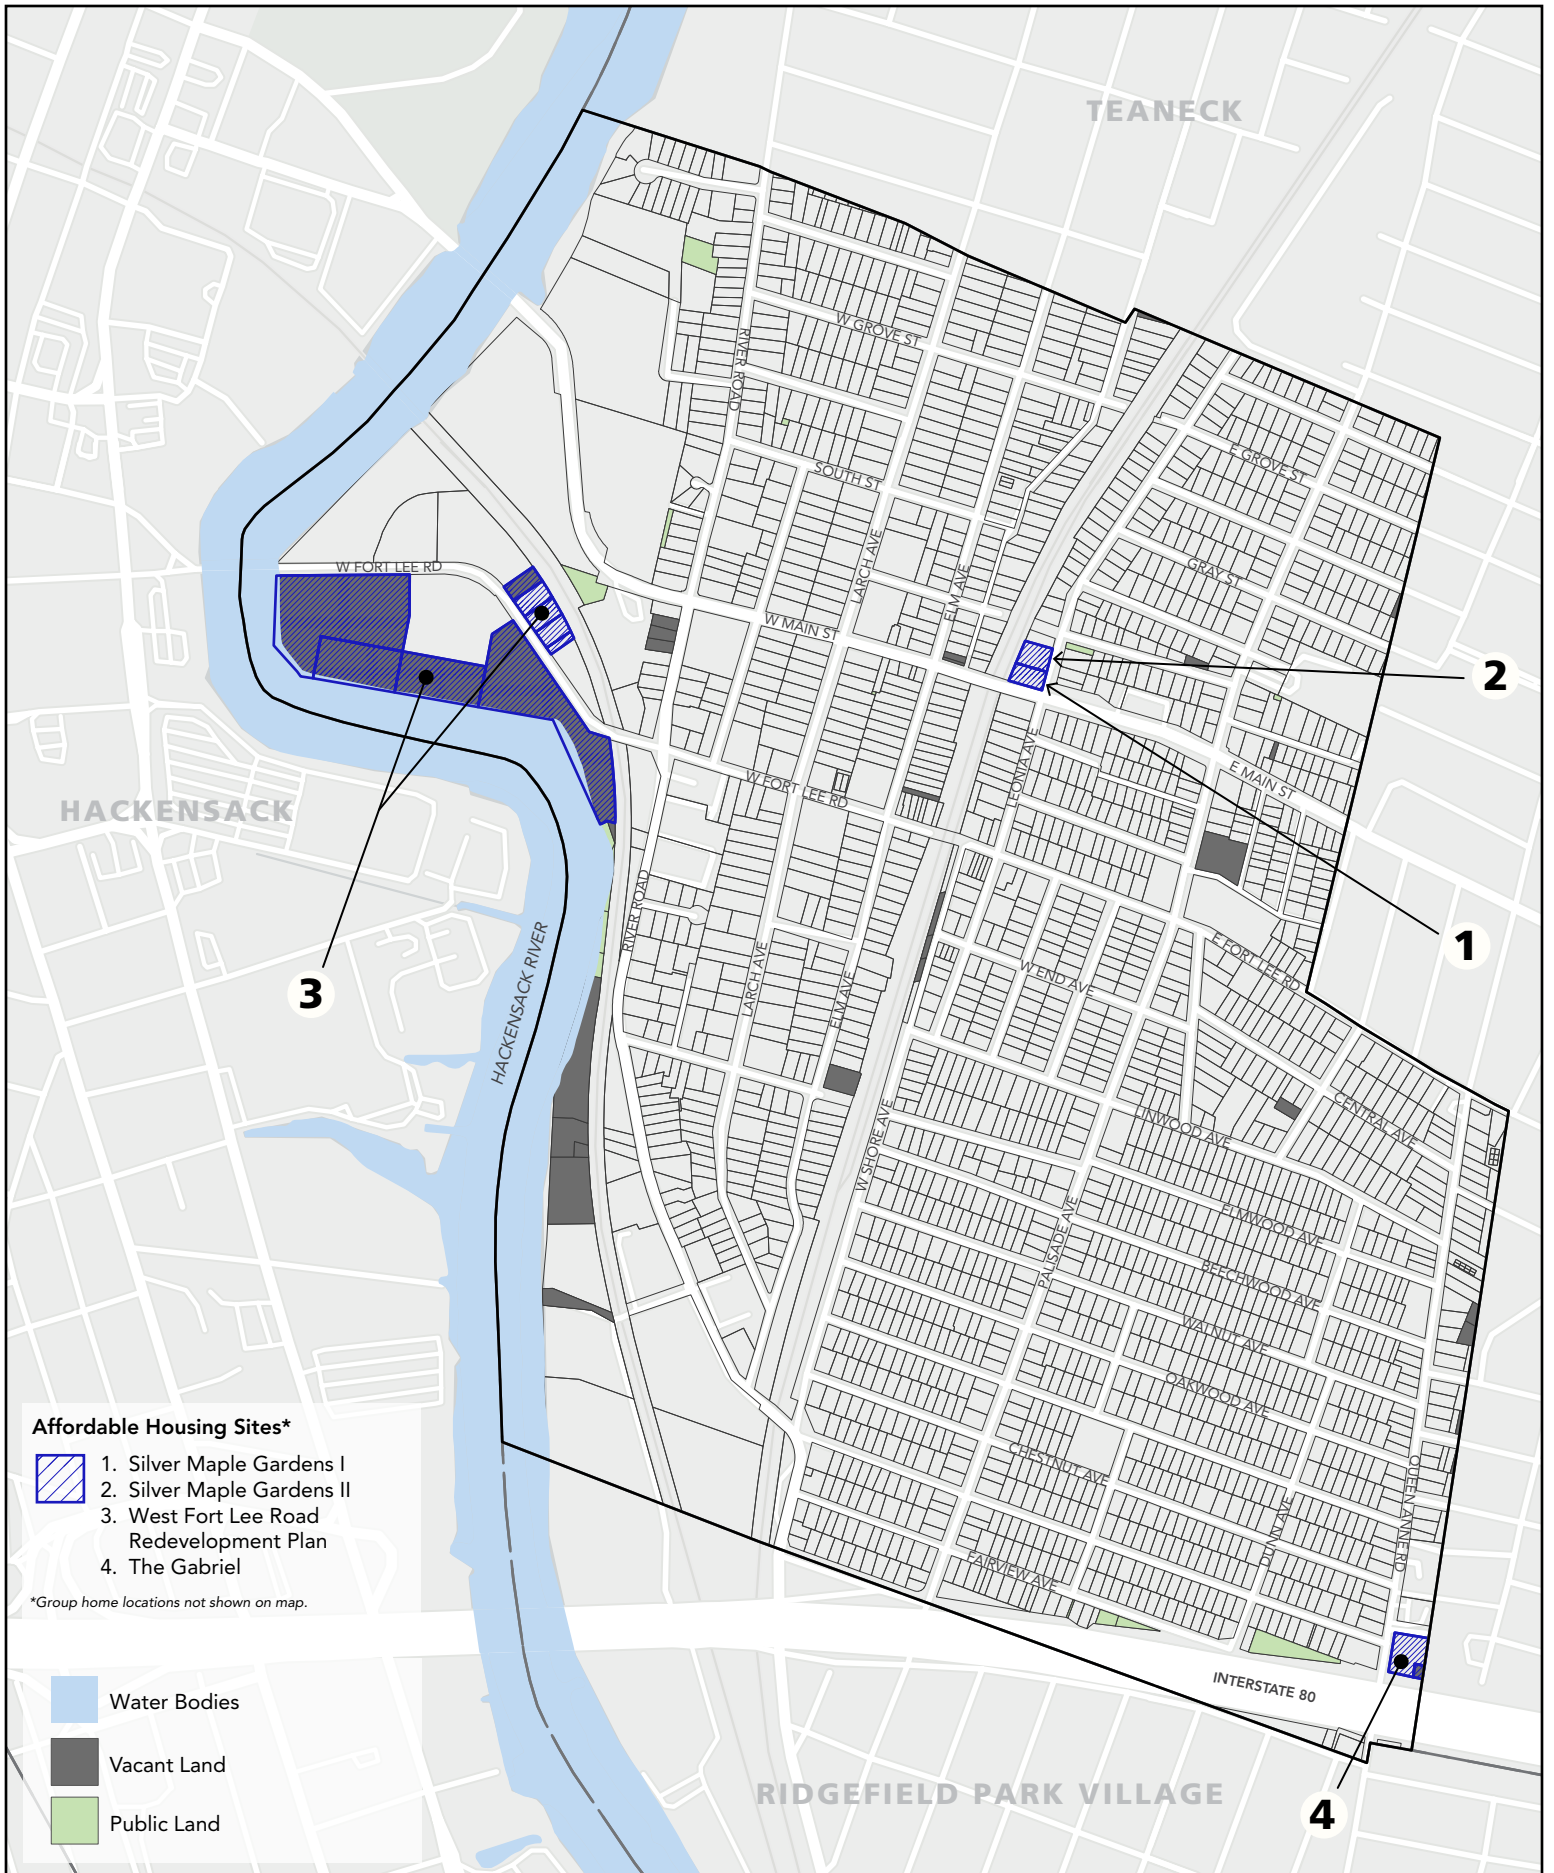 TEANECK
W GROVE ST
RIVER ROAD
E GROVE ST
SOUTH ST
LARCH AVE
ELM AVE
GRAY ST
W FORT LEE RD
W MAIN ST
2
LEONIA AVE
E MAIN ST
W FORT LEE RD
HACKENSACK
1
RIVER ROAD
HACKENSACK RIVER
LARCH AVE
ELM AVE
W END AVE
E FORT LEE RD
3
W SHORE AVE
LINWOOD AVE
CENTRAL AVE
PALISADE AVE
ELMWOOD AVE
BEECHWOOD AVE
WALNUT AVE
OAKWOOD AVE
CHESTNUT AVE
QUEEN ANNE RD
DUNN AVE
FAIRVIEW AVE
INTERSTATE 80
4
RIDGEFIELD PARK VILLAGE
Affordable Housing Sites*
1. Silver Maple Gardens I
2. Silver Maple Gardens II
3. West Fort Lee Road
Redevelopment Plan
4. The Gabriel
*Group home locations not shown on map.
Water Bodies
Vacant Land
Public Land